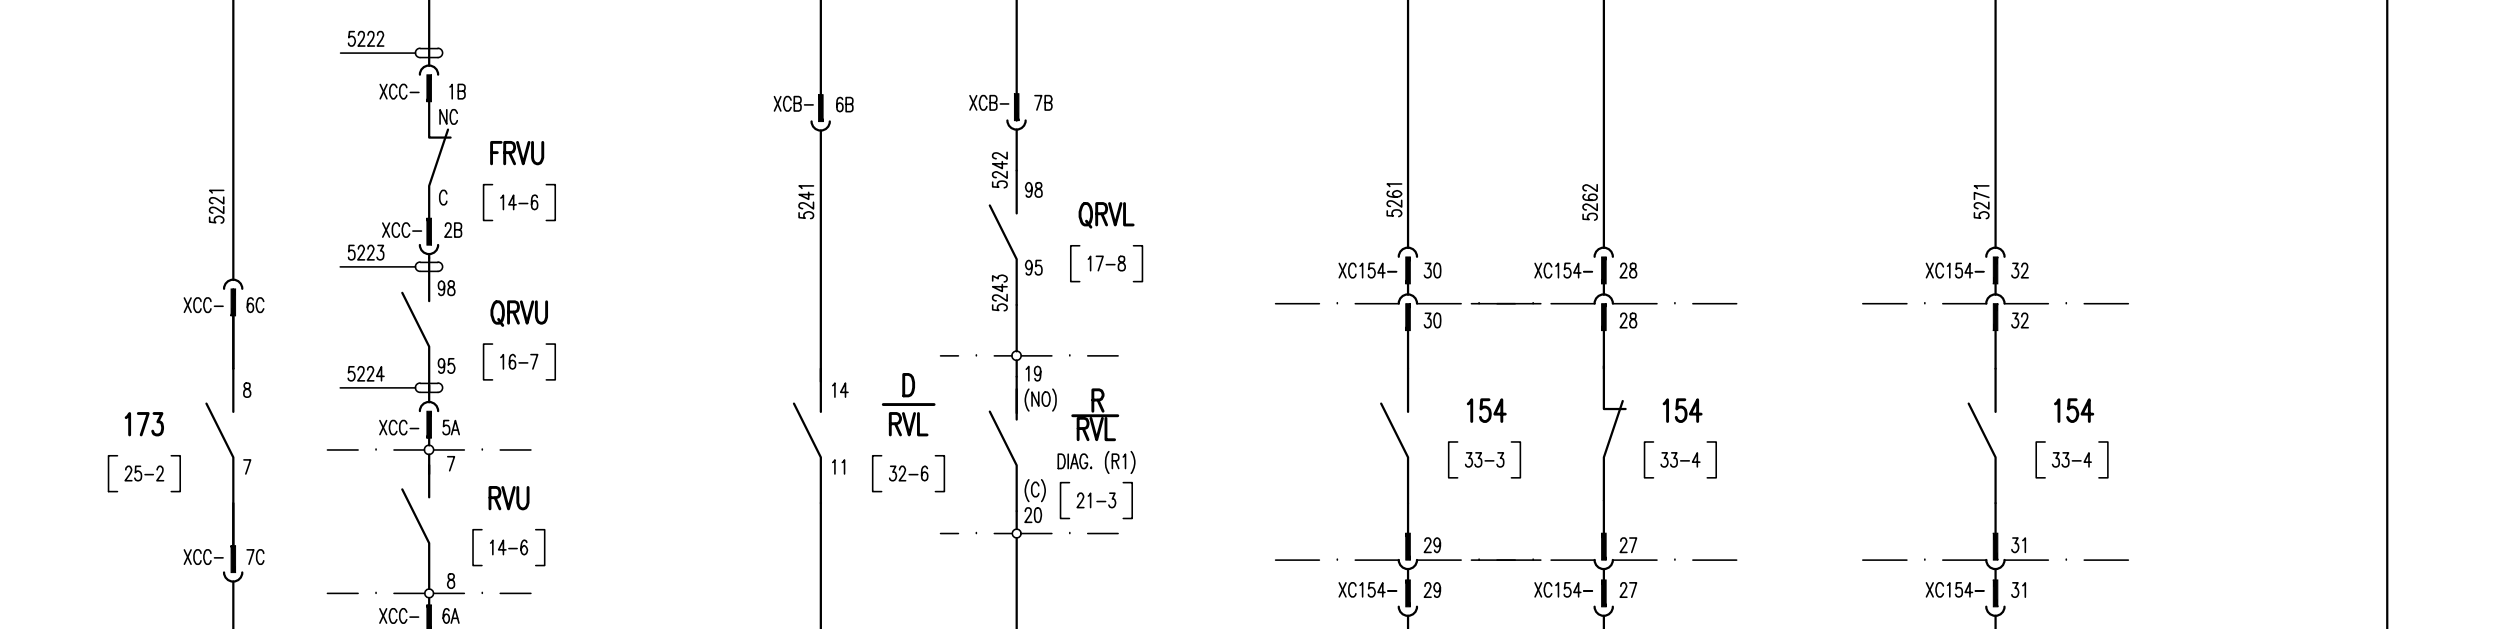 5221
XCC- 6C
8
173
[25-2]
7
XCC- 7C
5222
XCC- 1B
NC
FRVU
C
[14-6]
XCC- 2B
5223
98
QRVU
[16-7]
95
5224
XCC- 5A
7
RVU
[14-6]
8
XCC- 6A
XCB- 6B
5241
14
D
RVL
11
[32-6]
XCB- 7B
5242
98
QRVL
95
[17-8]
5243
19
(NO)
R
RVL
DIAG. (R1)
(C)
[21-3]
20
5261
XC154- 30
30
154
[33-3]
29
XC154- 29
5262
XC154- 28
28
154
[33-4]
27
XC154- 27
5271
XC154- 32
32
154
[33-4]
31
XC154- 31